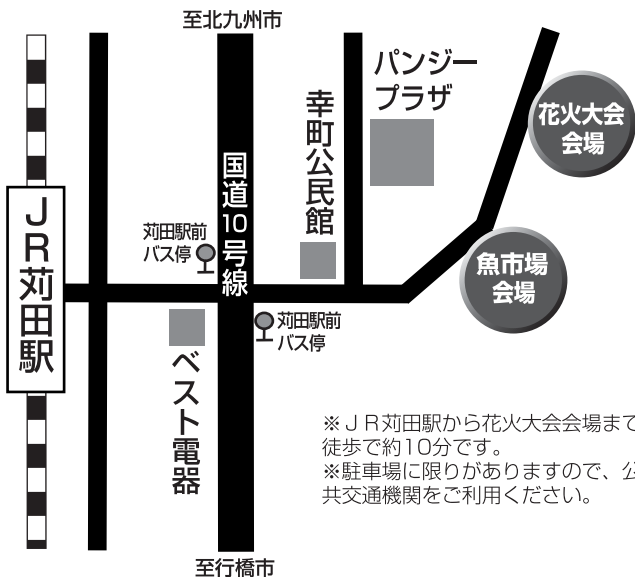 至北九州市
パンジー
プラザ
花火大会
会場
幸町公民館
国道10号線
苅田駅前
バス停
JR苅田駅
魚市場
会場
苅田駅前
バス停
ベスト電器
※JR苅田駅から花火大会会場まで
徒歩で約10分です。
※駐車場に限りがありますので、公
共交通機関をご利用ください。
至行橋市